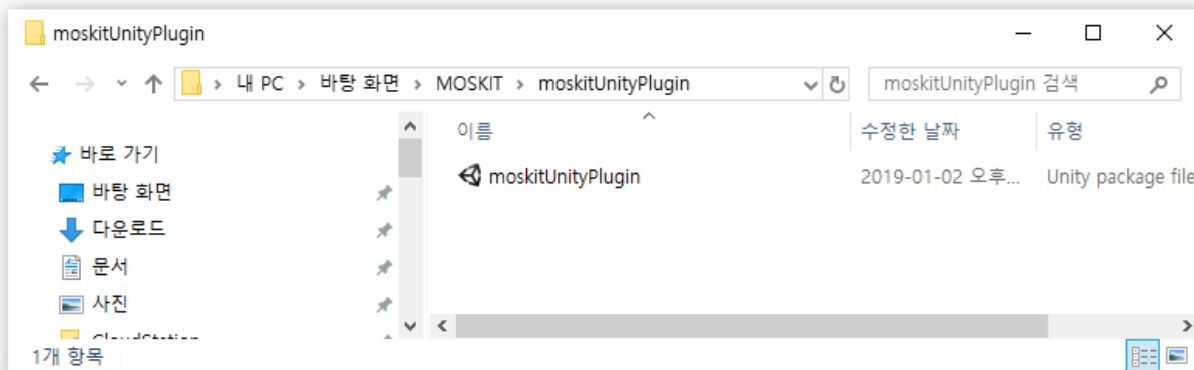 moskitUnityPlugin
내 PC > 바탕 화면 > MOSKIT > moskitUnityPlugin
moskitUnityPlugin 검색
바로 가기
바탕 화면
다운로드
문서
사진
이름 수정한 날짜 유형
moskitUnityPlugin 2019-01-02 오후... Unity package file
1개 항목